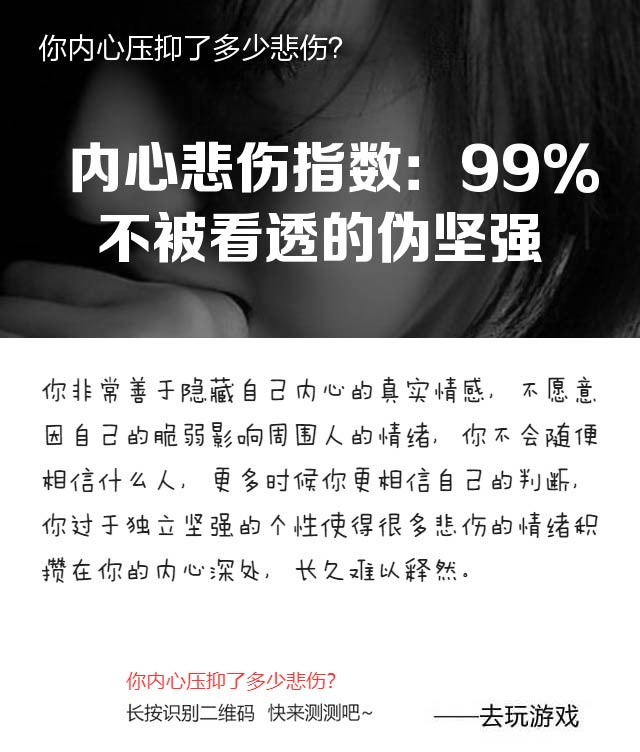 你内心压抑了多少悲伤?
内心悲伤指数：99%
不被看透的伪坚强
你非常善于隐藏自己内心的真实情感，不愿意
因自己的脆弱影响周围人的情绪，你不会随便
相信什么人，更多时候你更相信自己的判断，
你过于独立坚强的个性使得很多悲伤的情绪积
攒在你的内心深处，长久难以释然。
你内心压抑了多少悲伤?
长按识别二维码 快来测测吧~
——去玩游戏